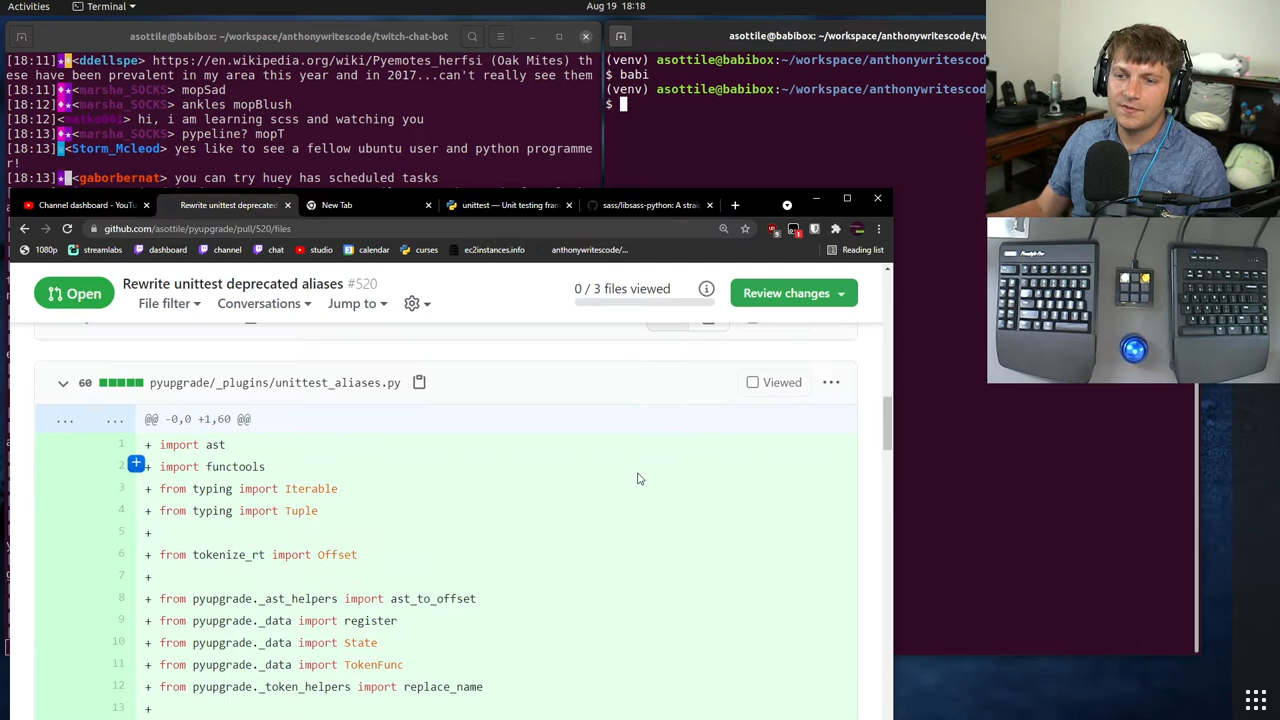 Activities
Terminal
Aug 19 18:18
asottile@babibox: ~/workspace/anthonywritescode/twitch-chat-bot
[18:11] <ddellspe> https://en.wikipedia.org/wiki/Pyemotes_herfsi (Oak Mites) th
ese have been prevalent in my area this year and in 2017...can't really see them
[18:11] <marsha_SOCKS> mopSad
[18:12] <marsha_SOCKS> ankles mopBlush
[18:12] <matko001> hi, i am learning scss and watching you
[18:13] <marsha_SOCKS> pypeline? mopT
[18:13] <Storm_Mcleod> yes like to see a fellow ubuntu user and python programme
r!
[18:13] <gaborbernat> you can try huey has scheduled tasks
asottile@babibox: ~/workspace/anthonywritescode/tw
(venv) asottile@babibox:~/workspace/anthonywritescod
$ babi
(venv) asottile@babibox:~/workspace/anthonywritescod
$
Channel dashboard - YouTu
Rewrite unittest deprecated
New Tab
unittest — Unit testing fram
sass/libsass-python: A strai
github.com/asottile/pyupgrade/pull/520/files
1080p
streamlabs
dashboard
channel
chat
studio
calendar
curses
ec2instances.info
anthonywritescode/...
Reading list
Open
Rewrite unittest deprecated aliases #520
File filter
Conversations
Jump to
0 / 3 files viewed
Review changes
60 pyupgrade/_plugins/unittest_aliases.py
Viewed
... ... @@ -0,0 +1,60 @@
1 + import ast
2 + import functools
3 + from typing import Iterable
4 + from typing import Tuple
5 +
6 + from tokenize_rt import Offset
7 +
8 + from pyupgrade._ast_helpers import ast_to_offset
9 + from pyupgrade._data import register
10 + from pyupgrade._data import State
11 + from pyupgrade._data import TokenFunc
12 + from pyupgrade._token_helpers import replace_name
13 +